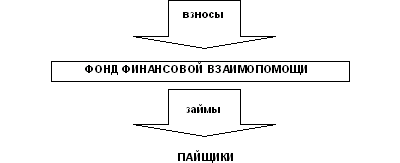 взносы
ФОНД ФИНАНСОВОЙ ВЗАИМОПОМОЩИ
займы
ПАЙЩИКИ